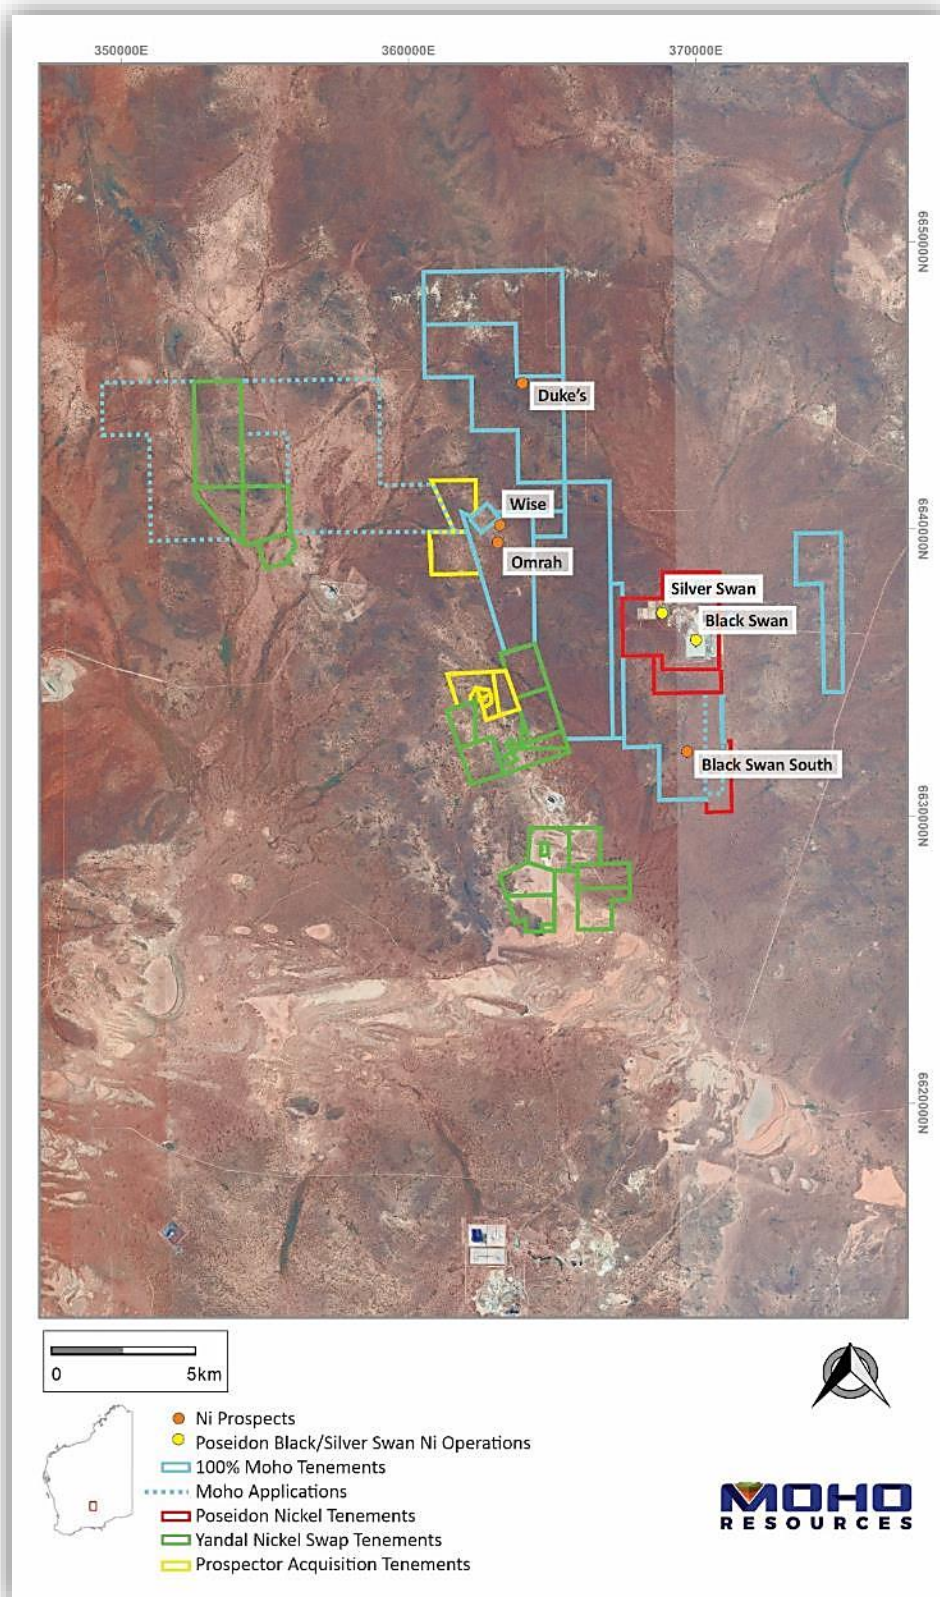 350000E
360000E
370000E
6650000N
Duke's
Wise
6640000N
Omrah
Silver Swan
Black Swan
Black Swan South
6630000N
6620000N
0
5km
Ni Prospects
Poseidon Black/Silver Swan Ni Operations
100% Moho Tenements
Moho Applications
Poseidon Nickel Tenements
Yandal Nickel Swap Tenements
Prospector Acquisition Tenements
MOHO
RESOURCES